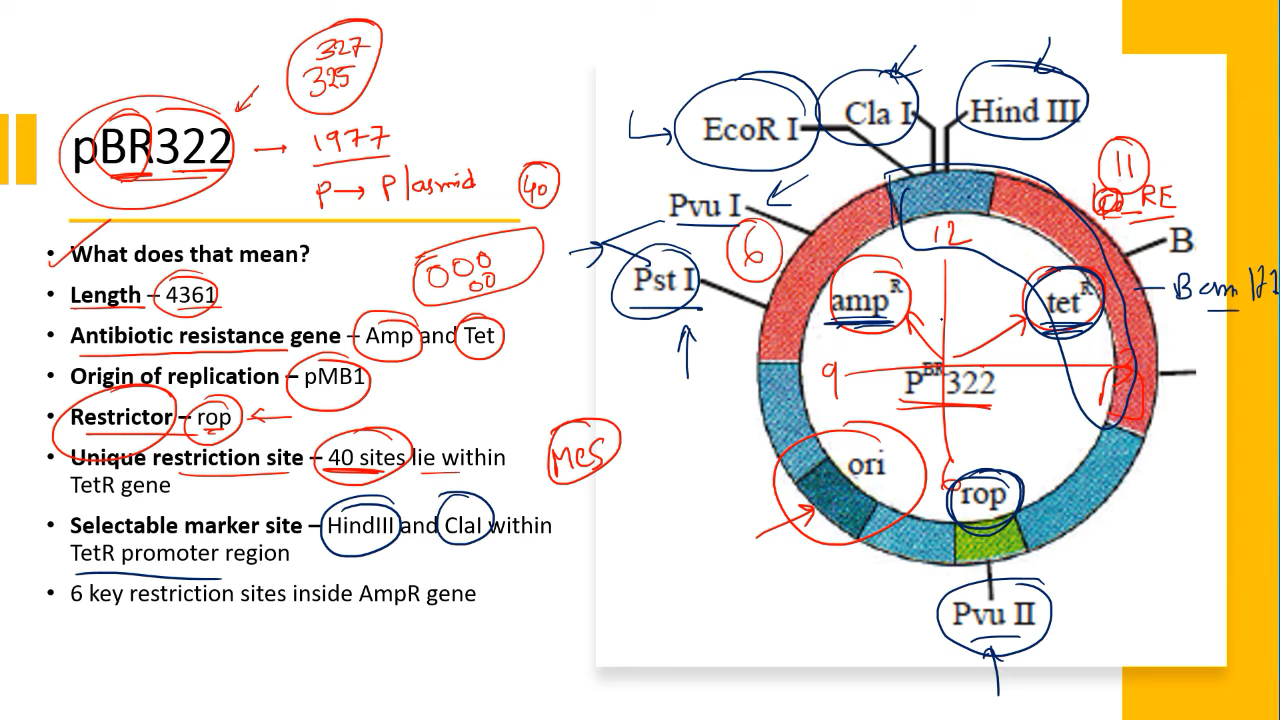 327
325
pBR322
1977
p → Plasmid
40
• What does that mean?
• Length – 4361
• Antibiotic resistance gene – Amp and Tet
• Origin of replication – pMB1
• Restrictor – rop
• Unique restriction site – 40 sites lie within
TetR gene
• Selectable marker site – HindIII and ClaI within
TetR promoter region
• 6 key restriction sites inside AmpR gene
MCS
EcoR I
Cla I
Hind III
11
RE
Pvu I
6
12
B
Pst I
amp^R
tet^R
9
P^BR322
ori
6
rop
Pvu II